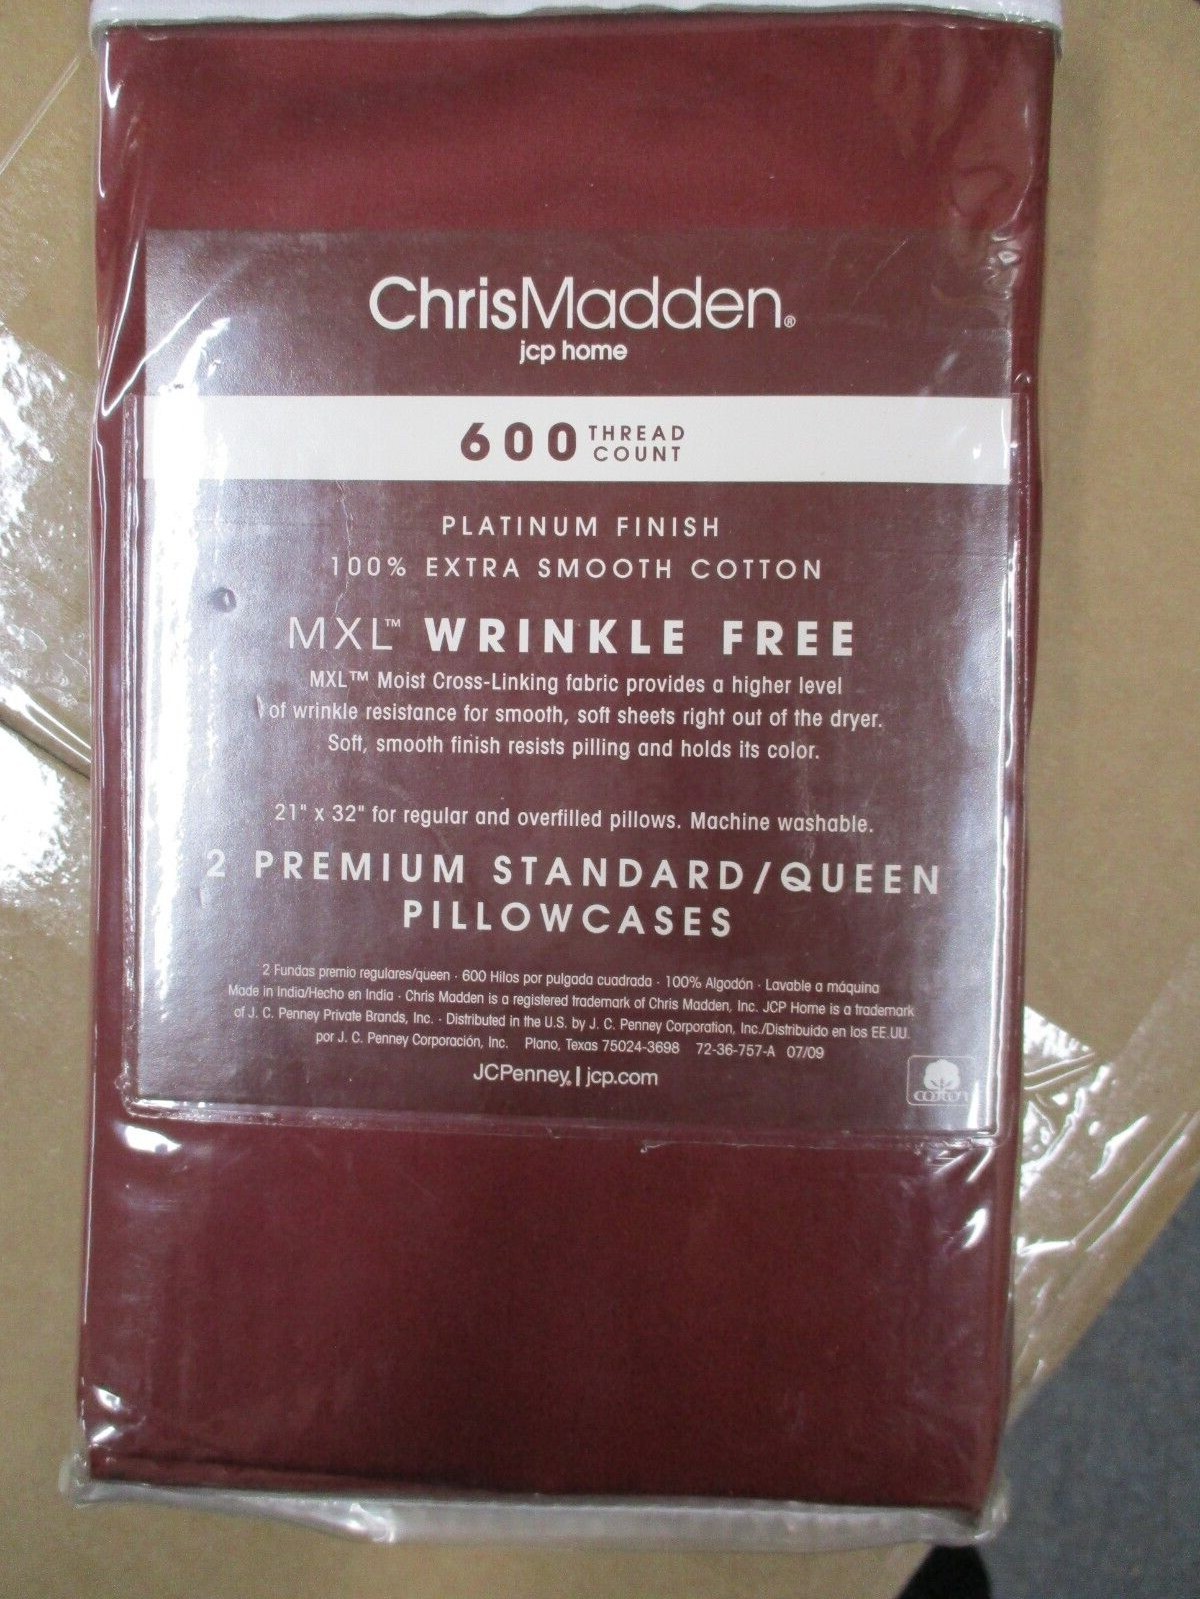 ChrisMadden®
jcp home
600 THREAD COUNT
PLATINUM FINISH
100% EXTRA SMOOTH COTTON
MXL™ WRINKLE FREE
MXL™ Moist Cross-Linking fabric provides a higher level
of wrinkle resistance for smooth, soft sheets right out of the dryer.
Soft, smooth finish resists pilling and holds its color.
21" x 32" for regular and overfilled pillows. Machine washable.
2 PREMIUM STANDARD/QUEEN
PILLOWCASES
2 Fundas premio regulares/queen · 600 Hilos por pulgada cuadrada · 100% Algodón · Lavable a máquina
Made in India/Hecho en India · Chris Madden is a registered trademark of Chris Madden, Inc. JCP Home is a trademark
of J. C. Penney Private Brands, Inc. · Distributed in the U.S. by J. C. Penney Corporation, Inc./Distribuido en los EE.UU.
por J. C. Penney Corporación, Inc. Plano, Texas 75024-3698 72-36-757-A 07/09
JCPenney® | jcp.com
cotton